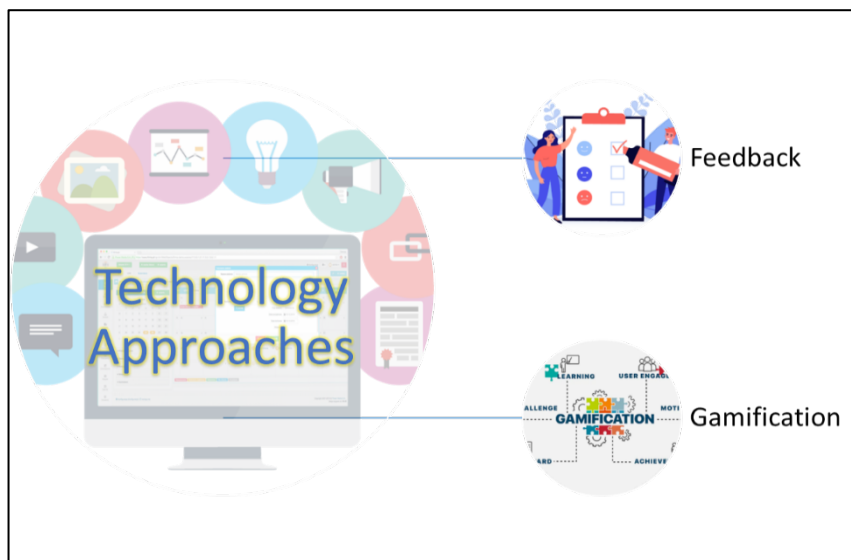 Technology
Approaches
Feedback
LEARNING
USER ENGAG
ALLENGE
MOTI
GAMIFICATION
ARD
ACHIEVE
Gamification